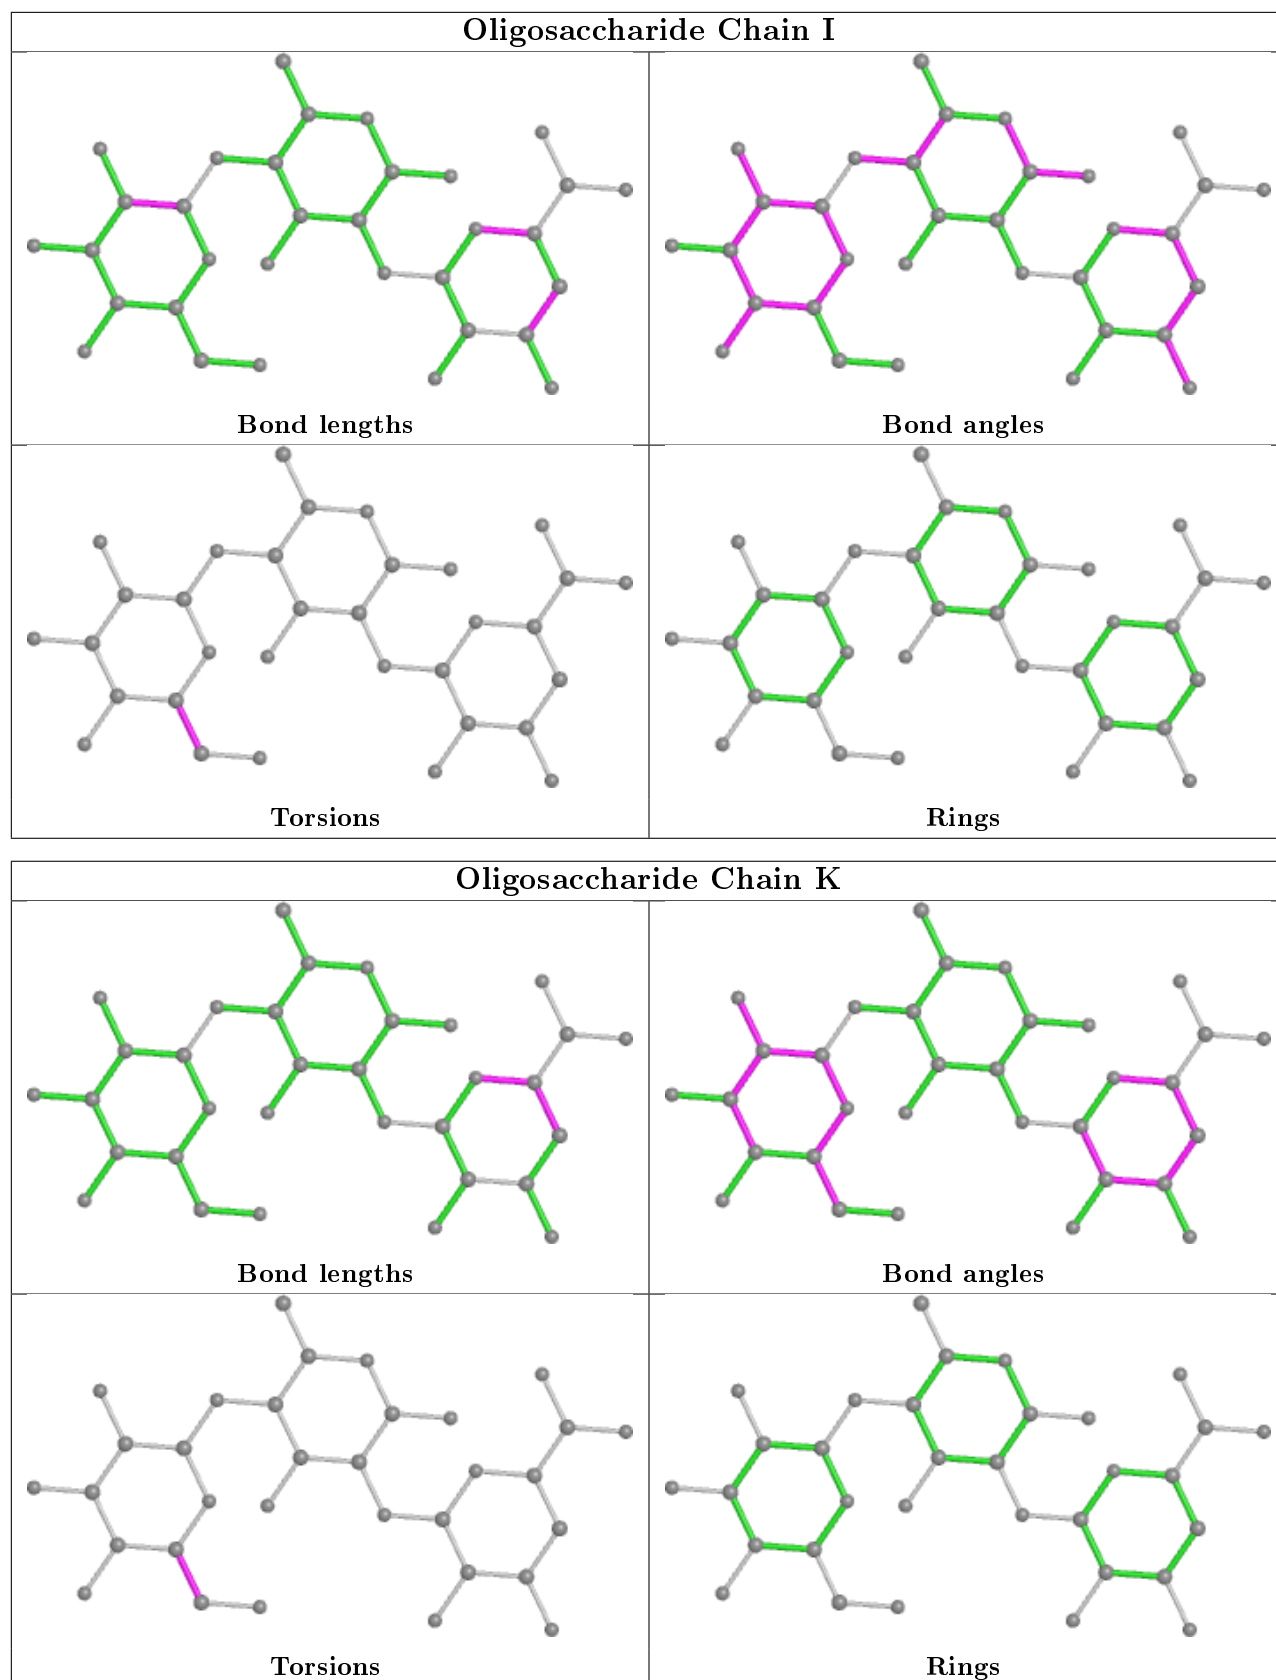 Oligosaccharide Chain I
Bond lengths
Bond angles
Torsions
Rings
Oligosaccharide Chain K
Bond lengths
Bond angles
Torsions
Rings